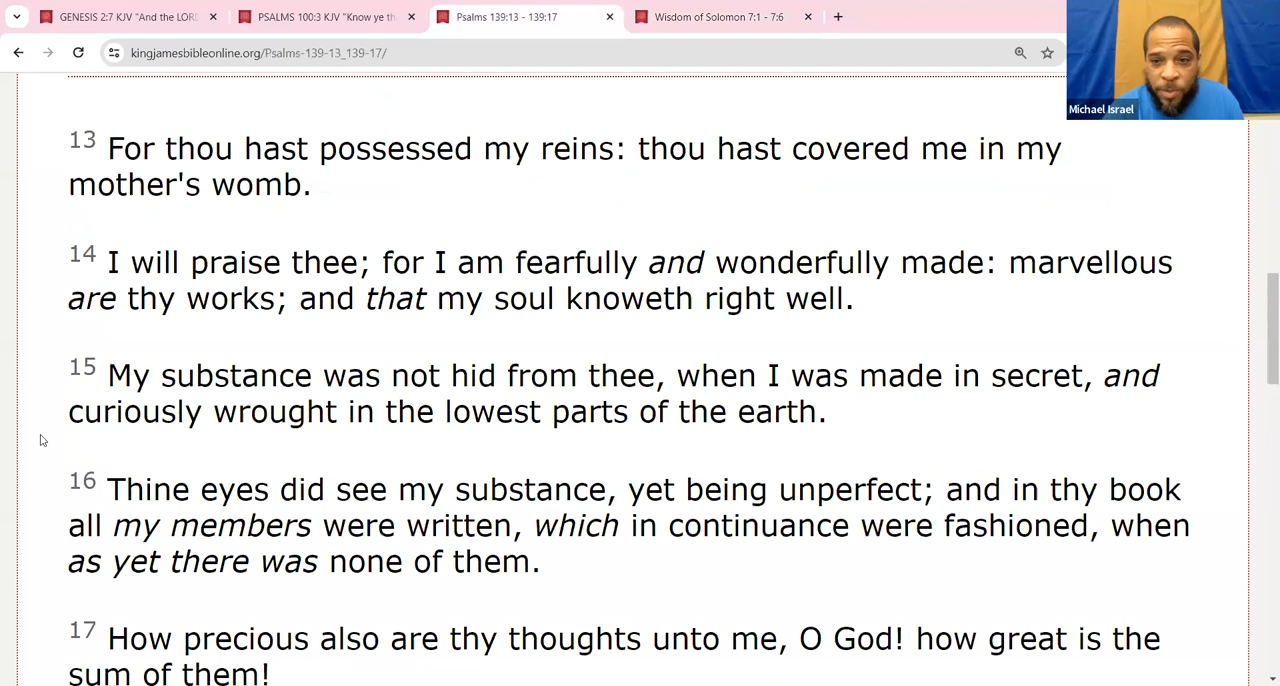 GENESIS 2:7 KJV "And the LORD
PSALMS 100:3 KJV "Know ye th
Psalms 139:13 - 139:17
Wisdom of Solomon 7:1 - 7:6
kingjamesbibleonline.org/Psalms-139-13_139-17/
Michael Israel
13 For thou hast possessed my reins: thou hast covered me in my
mother's womb.
14 I will praise thee; for I am fearfully and wonderfully made: marvellous
are thy works; and that my soul knoweth right well.
15 My substance was not hid from thee, when I was made in secret, and
curiously wrought in the lowest parts of the earth.
16 Thine eyes did see my substance, yet being unperfect; and in thy book
all my members were written, which in continuance were fashioned, when
as yet there was none of them.
17 How precious also are thy thoughts unto me, O God! how great is the
sum of them!